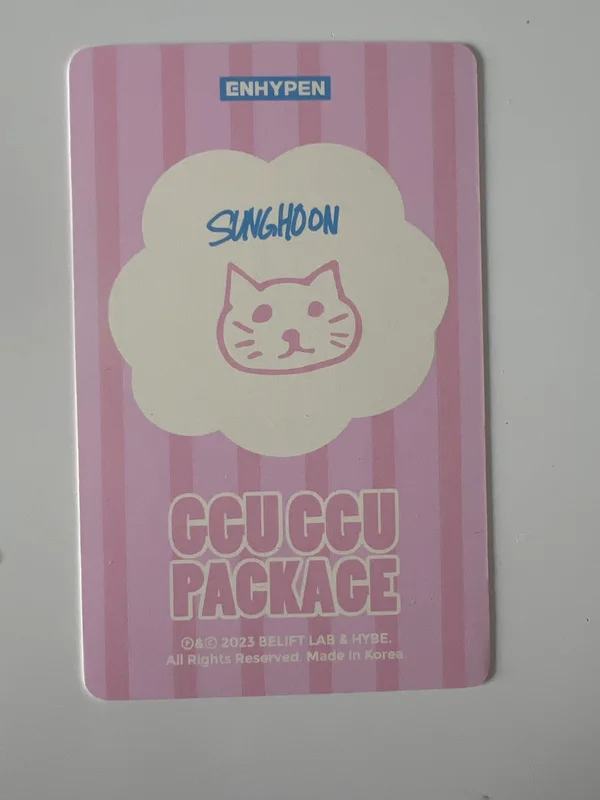 ENHYPEN
SUNGHOON
GGU GGU
PACKAGE
Ⓟ&Ⓒ 2023 BELIFT LAB & HYBE.
All Rights Reserved. Made in Korea